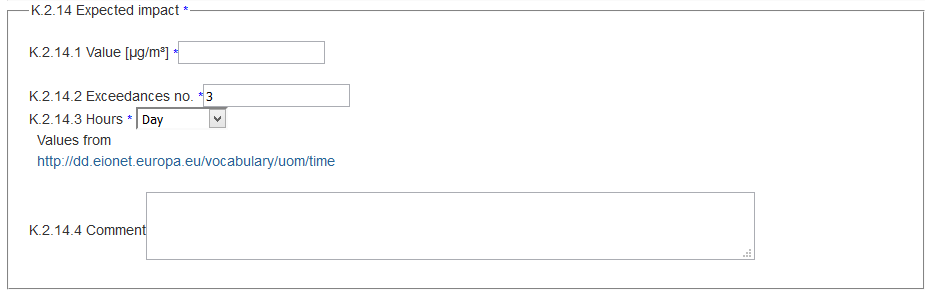 K.2.14 Expected impact *
K.2.14.1 Value [µg/m³] *
K.2.14.2 Exceedances no. * 3
K.2.14.3 Hours * Day
Values from
http://dd.eionet.europa.eu/vocabulary/uom/time
K.2.14.4 Comment